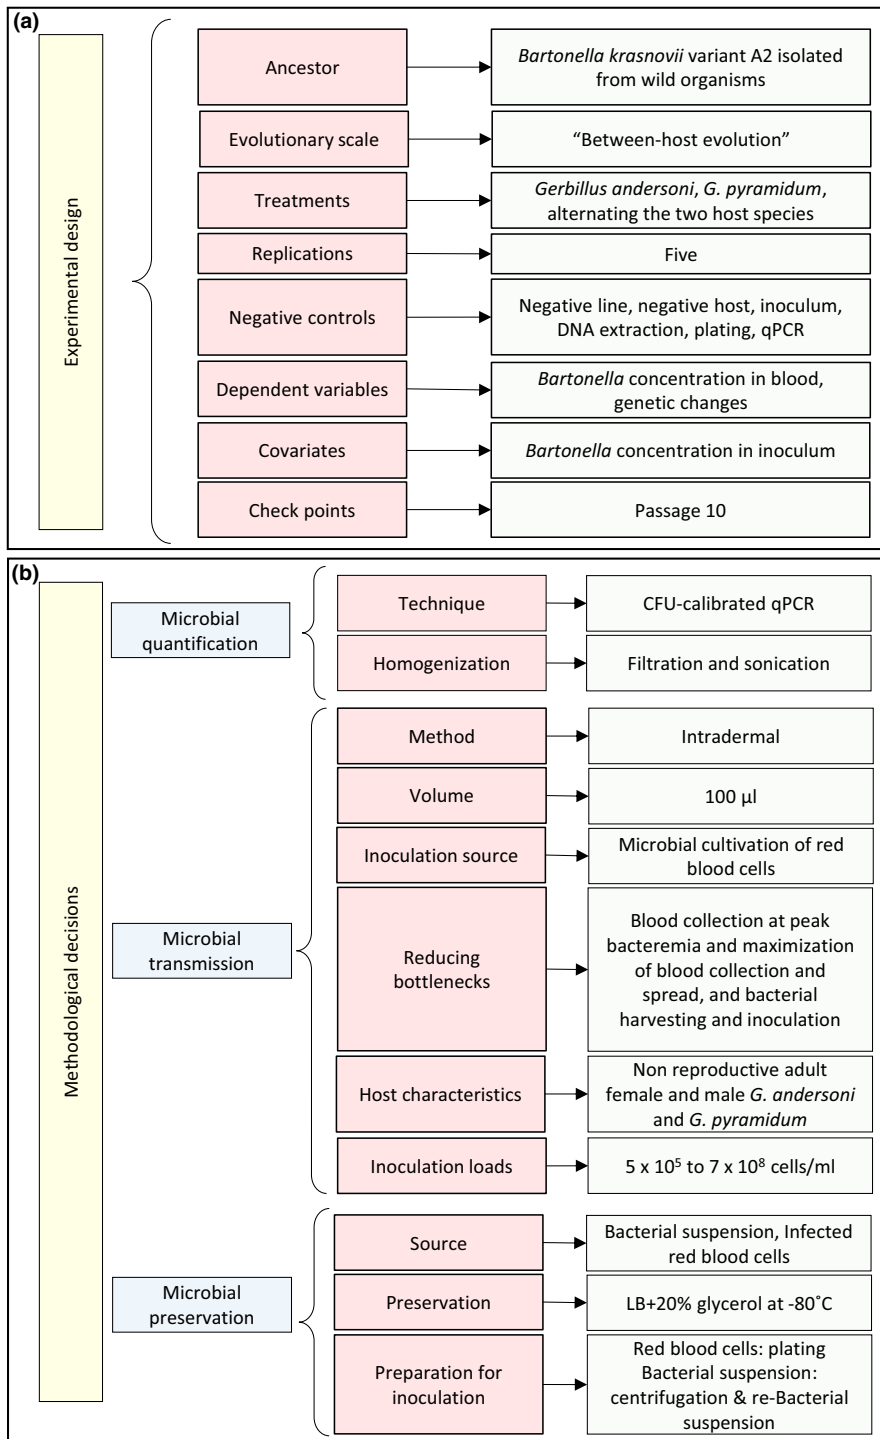 (a)
Experimental design
Ancestor
Bartonella krasnovii variant A2 isolated
from wild organisms
Evolutionary scale
“Between-host evolution”
Treatments
Gerbillus andersoni, G. pyramidum,
alternating the two host species
Replications
Five
Negative controls
Negative line, negative host, inoculum,
DNA extraction, plating, qPCR
Dependent variables
Bartonella concentration in blood,
genetic changes
Covariates
Bartonella concentration in inoculum
Check points
Passage 10
(b)
Methodological decisions
Microbial
quantification
Technique
CFU-calibrated qPCR
Homogenization
Filtration and sonication
Microbial
transmission
Method
Intradermal
Volume
100 µl
Inoculation source
Microbial cultivation of red
blood cells
Reducing
bottlenecks
Blood collection at peak
bacteremia and maximization
of blood collection and
spread, and bacterial
harvesting and inoculation
Host characteristics
Non reproductive adult
female and male G. andersoni
and G. pyramidum
Inoculation loads
5 x 10⁵ to 7 x 10⁸ cells/ml
Microbial
preservation
Source
Bacterial suspension, Infected
red blood cells
Preservation
LB+20% glycerol at -80˚C
Preparation for
inoculation
Red blood cells: plating
Bacterial suspension:
centrifugation & re-Bacterial
suspension